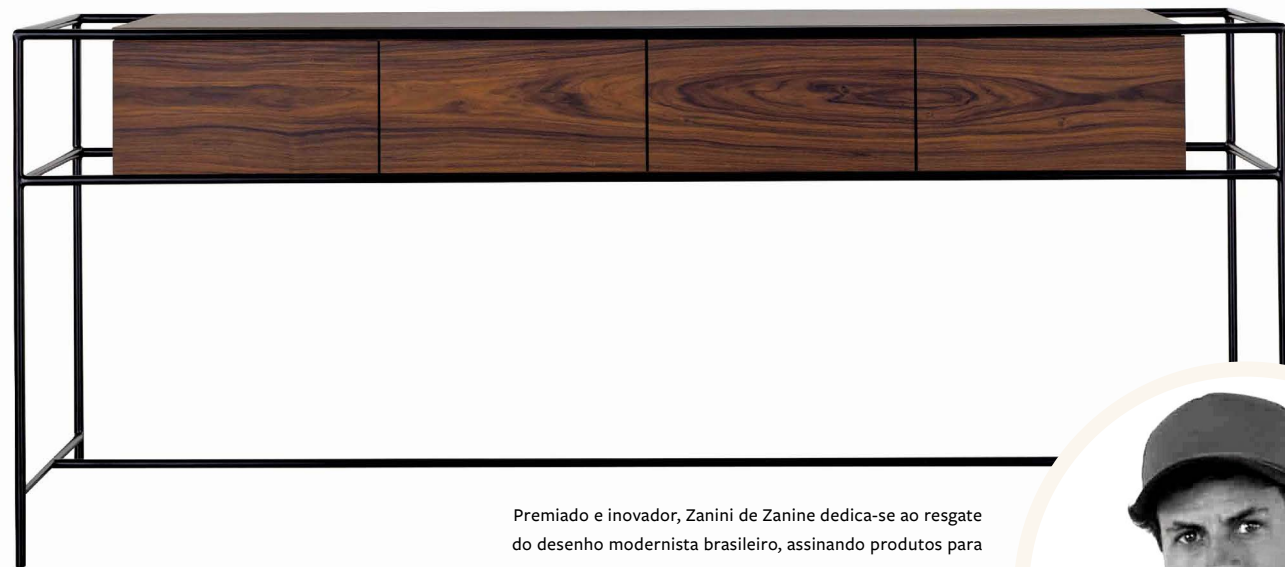 Premiado e inovador, Zanini de Zanine dedica-se ao resgate
do desenho modernista brasileiro, assinando produtos para